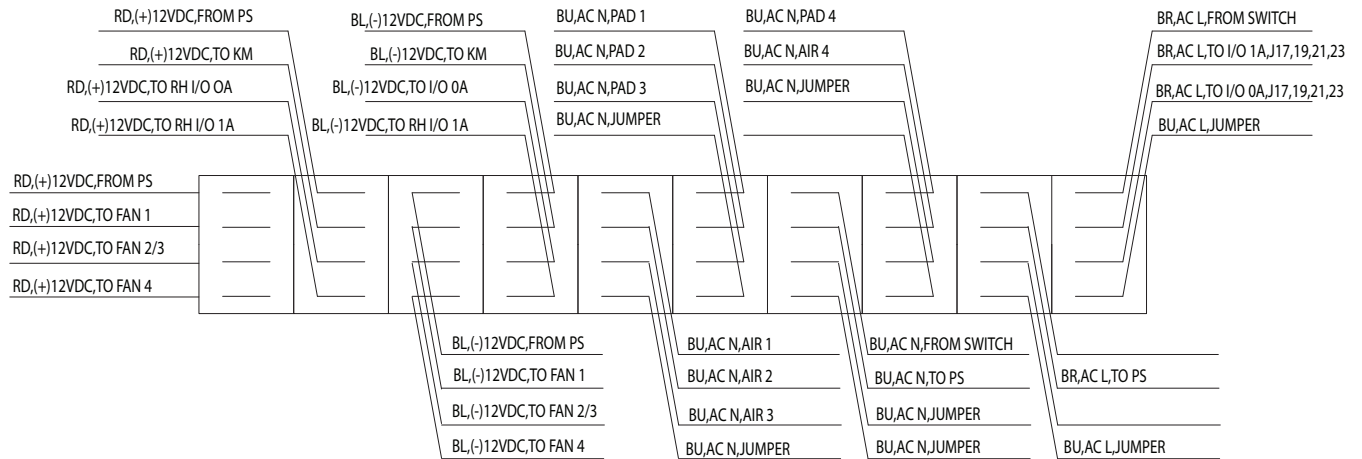 RD,(+)12VDC,FROM PS
RD,(+)12VDC,TO KM
RD,(+)12VDC,TO RH I/O OA
RD,(+)12VDC,TO RH I/O 1A
BL,(-)12VDC,FROM PS
BL,(-)12VDC,TO KM
BL,(-)12VDC,TO I/O 0A
BL,(-)12VDC,TO RH I/O 1A
BU,AC N,PAD 1
BU,AC N,PAD 2
BU,AC N,PAD 3
BU,AC N,JUMPER
BU,AC N,PAD 4
BU,AC N,AIR 4
BU,AC N,JUMPER
BR,AC L,FROM SWITCH
BR,AC L,TO I/O 1A,J17,19,21,23
BR,AC L,TO I/O 0A,J17,19,21,23
BU,AC L,JUMPER
RD,(+)12VDC,FROM PS
RD,(+)12VDC,TO FAN 1
RD,(+)12VDC,TO FAN 2/3
RD,(+)12VDC,TO FAN 4
BL,(-)12VDC,FROM PS
BL,(-)12VDC,TO FAN 1
BL,(-)12VDC,TO FAN 2/3
BL,(-)12VDC,TO FAN 4
BU,AC N,AIR 1
BU,AC N,AIR 2
BU,AC N,AIR 3
BU,AC N,JUMPER
BU,AC N,FROM SWITCH
BU,AC N,TO PS
BU,AC N,JUMPER
BU,AC N,JUMPER
BR,AC L,TO PS
BU,AC L,JUMPER